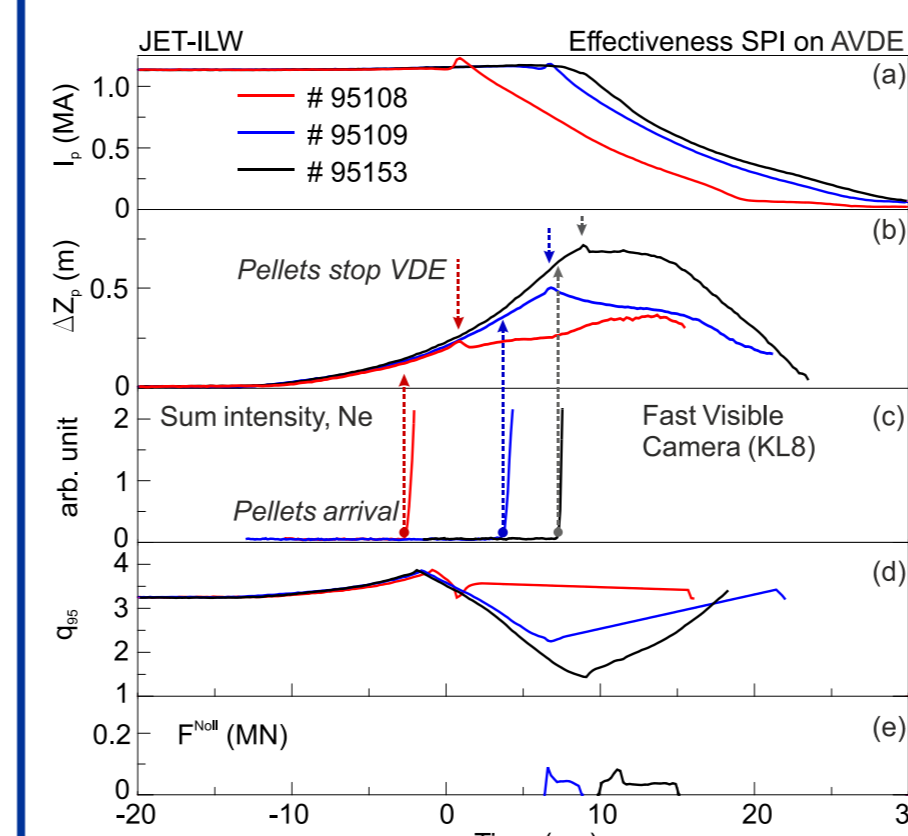 JET-ILW
Effectiveness SPI on AVDE
(a)
Iₚ (MA)
1.0
0.5
0
# 95108
# 95109
# 95153
(b)
ΔZₚ (m)
0.5
0
Pellets stop VDE
(c)
arb. unit
2
1
0
Sum intensity, Ne
Fast Visible
Camera (KL8)
Pellets arrival
(d)
q₉₅
4
3
2
1
(e)
0.2
0
F^Noll (MN)
-20 -10 0 10 20